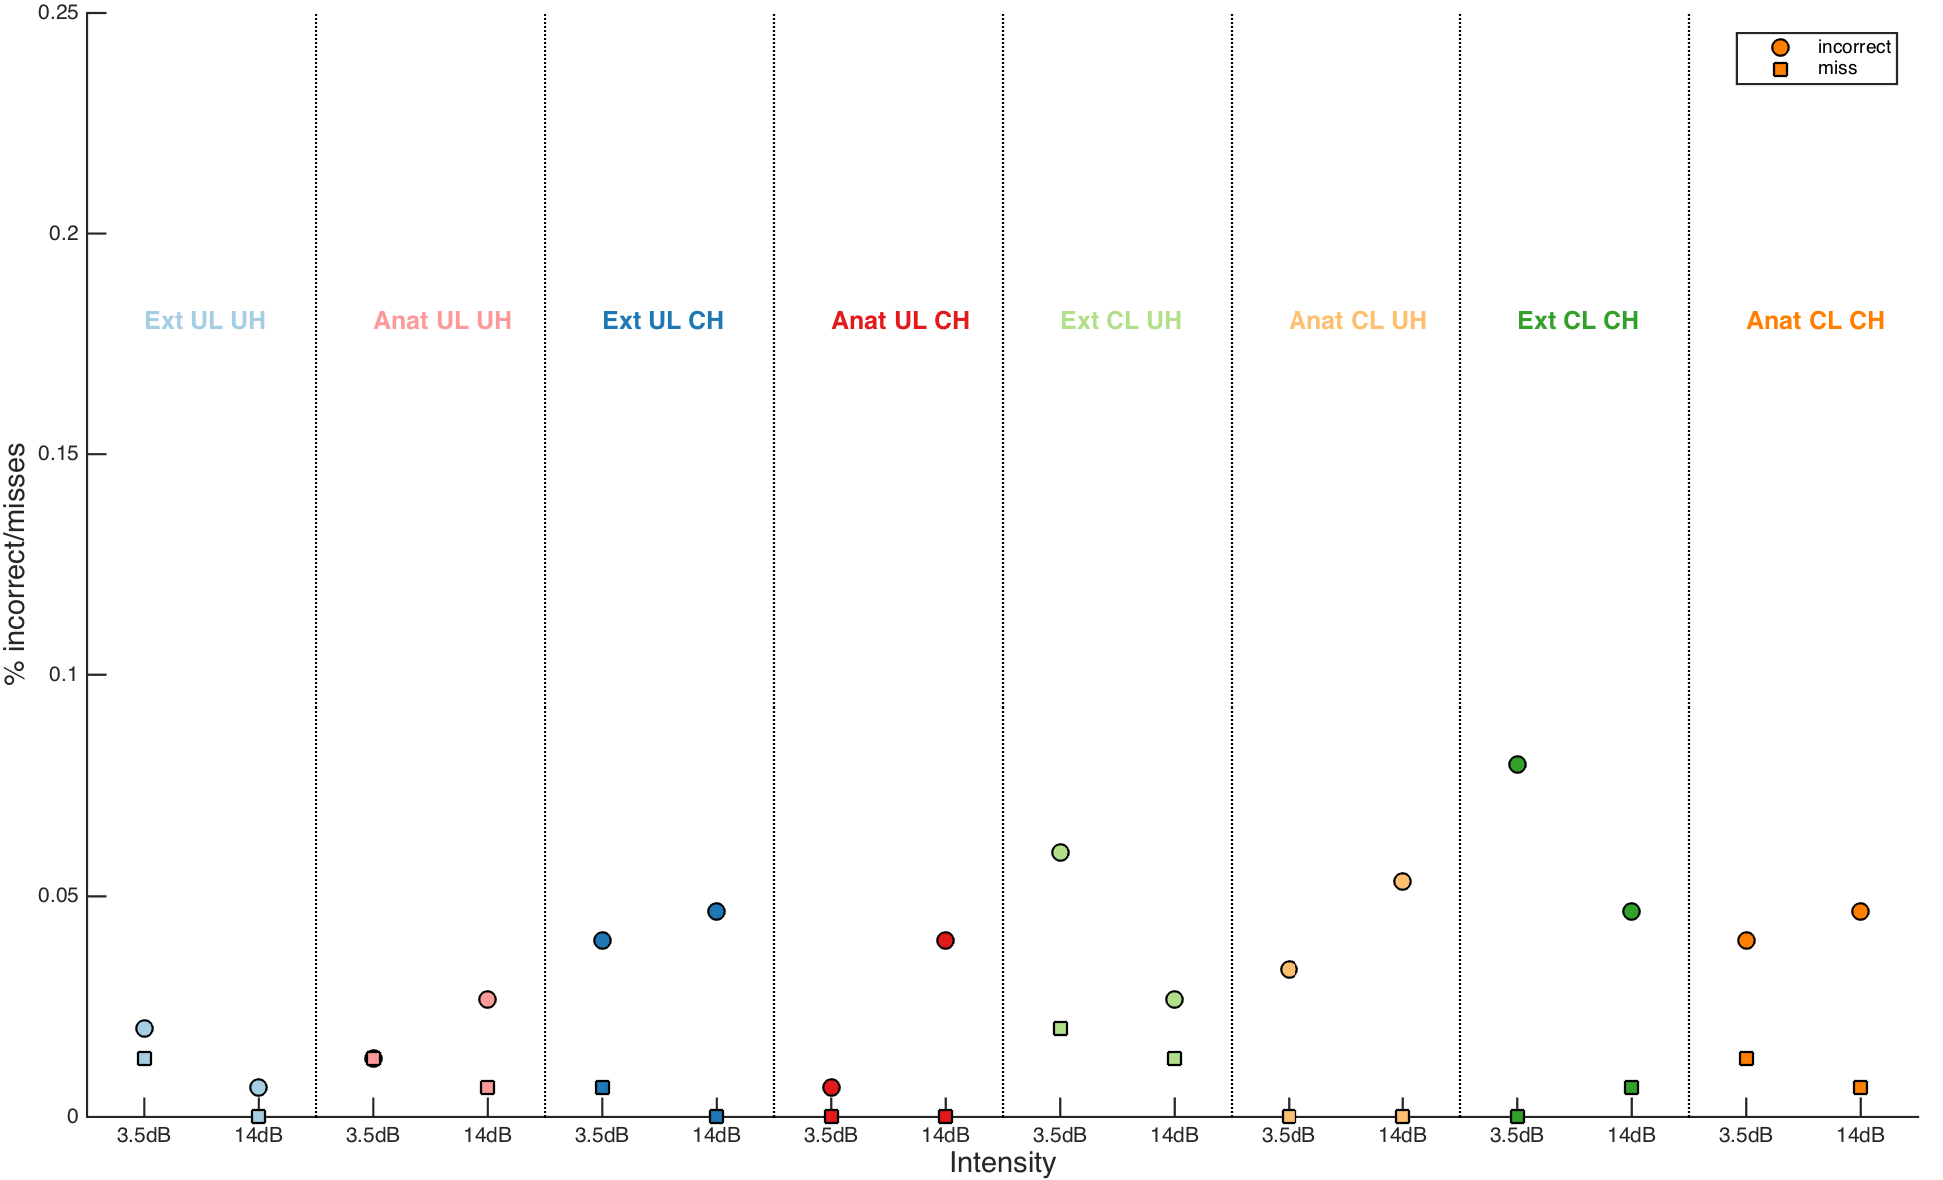 0.25
incorrect
miss
0.2
Ext UL UH Anat UL UH Ext UL CH Anat UL CH Ext CL UH Anat CL UH Ext CL CH Anat CL CH
0.15
% incorrect/misses
0.1
0.05
0
3.5dB 14dB 3.5dB 14dB 3.5dB 14dB 3.5dB 14dB 3.5dB 14dB 3.5dB 14dB 3.5dB 14dB 3.5dB 14dB
Intensity